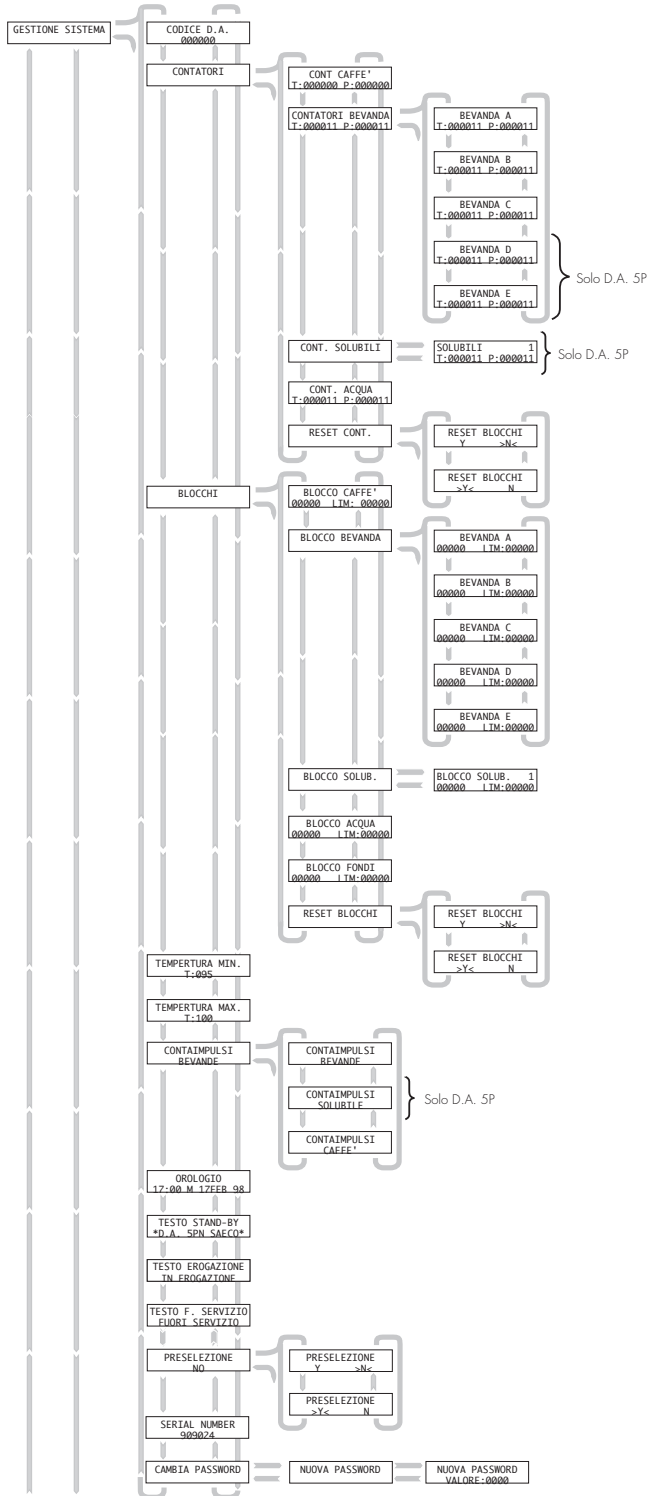 GESTIONE SISTEMA
CODICE D.A.
000000
CONTATORI
CONT CAFFE'
T:000000 P:000000
CONTATORI BEVANDA
T:000011 P:000011
BEVANDA A
T:000011 P:000011
BEVANDA B
T:000011 P:000011
BEVANDA C
T:000011 P:000011
BEVANDA D
T:000011 P:000011
BEVANDA E
T:000011 P:000011
Solo D.A. 5P
CONT. SOLUBILI
SOLUBILI 1
T:000011 P:000011
Solo D.A. 5P
CONT. ACQUA
T:000011 P:000011
RESET CONT.
RESET BLOCCHI
Y >N<
RESET BLOCCHI
>Y< N
BLOCCHI
BLOCCO CAFFE'
00000 LIM: 00000
BLOCCO BEVANDA
BEVANDA A
00000 LIM:00000
BEVANDA B
00000 LIM:00000
BEVANDA C
00000 LIM:00000
BEVANDA D
00000 LIM:00000
BEVANDA E
00000 LIM:00000
BLOCCO SOLUB.
BLOCCO SOLUB. 1
00000 LIM:00000
BLOCCO ACQUA
00000 LIM:00000
BLOCCO FONDI
00000 LIM:00000
RESET BLOCCHI
RESET BLOCCHI
Y >N<
RESET BLOCCHI
>Y< N
TEMPERTURA MIN.
T:095
TEMPERTURA MAX.
T:100
CONTAIMPULSI
BEVANDE
CONTAIMPULSI
BEVANDE
CONTAIMPULSI
SOLUBILE
Solo D.A. 5P
CONTAIMPULSI
CAFFE'
OROLOGIO
17:00 M 17FEB 98
TESTO STAND-BY
*D.A. 5PN SAECO*
TESTO EROGAZIONE
IN EROGAZIONE
TESTO F. SERVIZIO
FUORI SERVIZIO
PRESELEZIONE
NO
PRESELEZIONE
Y >N<
PRESELEZIONE
>Y< N
SERIAL NUMBER
909024
CAMBIA PASSWORD
NUOVA PASSWORD
NUOVA PASSWORD
VALORE:0000